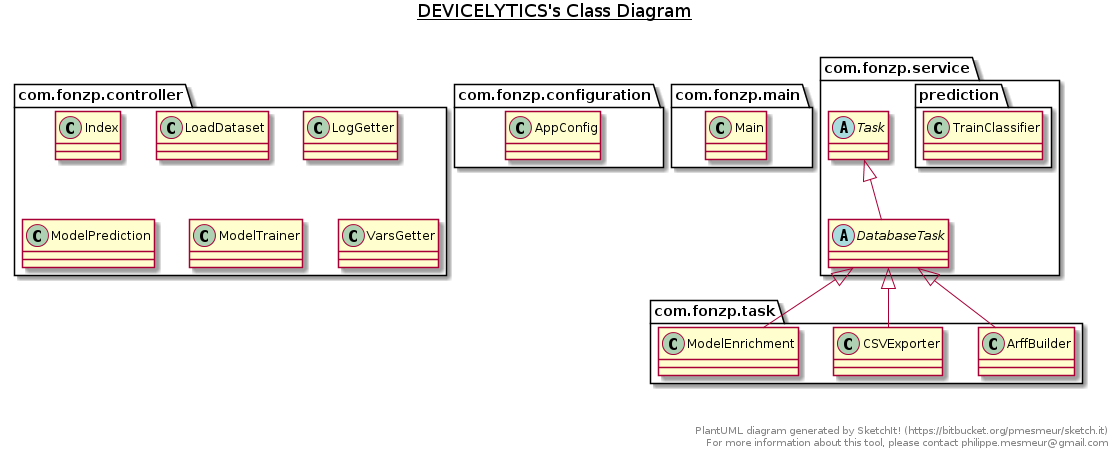 DEVICELYTICS's Class Diagram
com.fonzp.controller
C Index
C LoadDataset
C LogGetter
C ModelPrediction
C ModelTrainer
C VarsGetter
com.fonzp.configuration
C AppConfig
com.fonzp.main
C Main
com.fonzp.service
A Task
prediction
C TrainClassifier
A DatabaseTask
com.fonzp.task
C ModelEnrichment
C CSVExporter
C ArffBuilder
PlantUML diagram generated by SketchIt! (https://bitbucket.org/pmesmeur/sketch.it)
For more information about this tool, please contact philippe.mesmeur@gmail.com